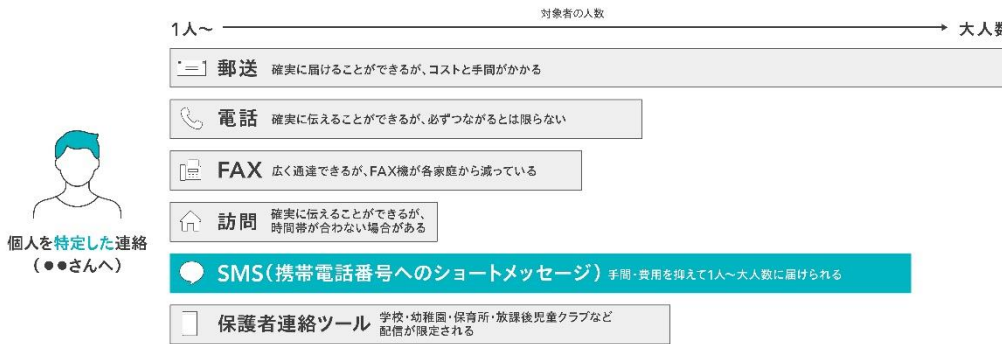 対象者の人数
1人～
大人数
郵送 確実に届けることができるが、コストと手間がかかる
電話 確実に伝えることができるが、必ずつながるとは限らない
FAX 広く通達できるが、FAX機が各家庭から減っている
訪問 確実に伝えることができるが、
時間帯が合わない場合がある
個人を特定した連絡
（●●さんへ）
SMS（携帯電話番号へのショートメッセージ） 手間・費用を抑えて1人～大人数に届けられる
保護者連絡ツール 学校・幼稚園・保育所・放課後児童クラブなど
配信が限定される